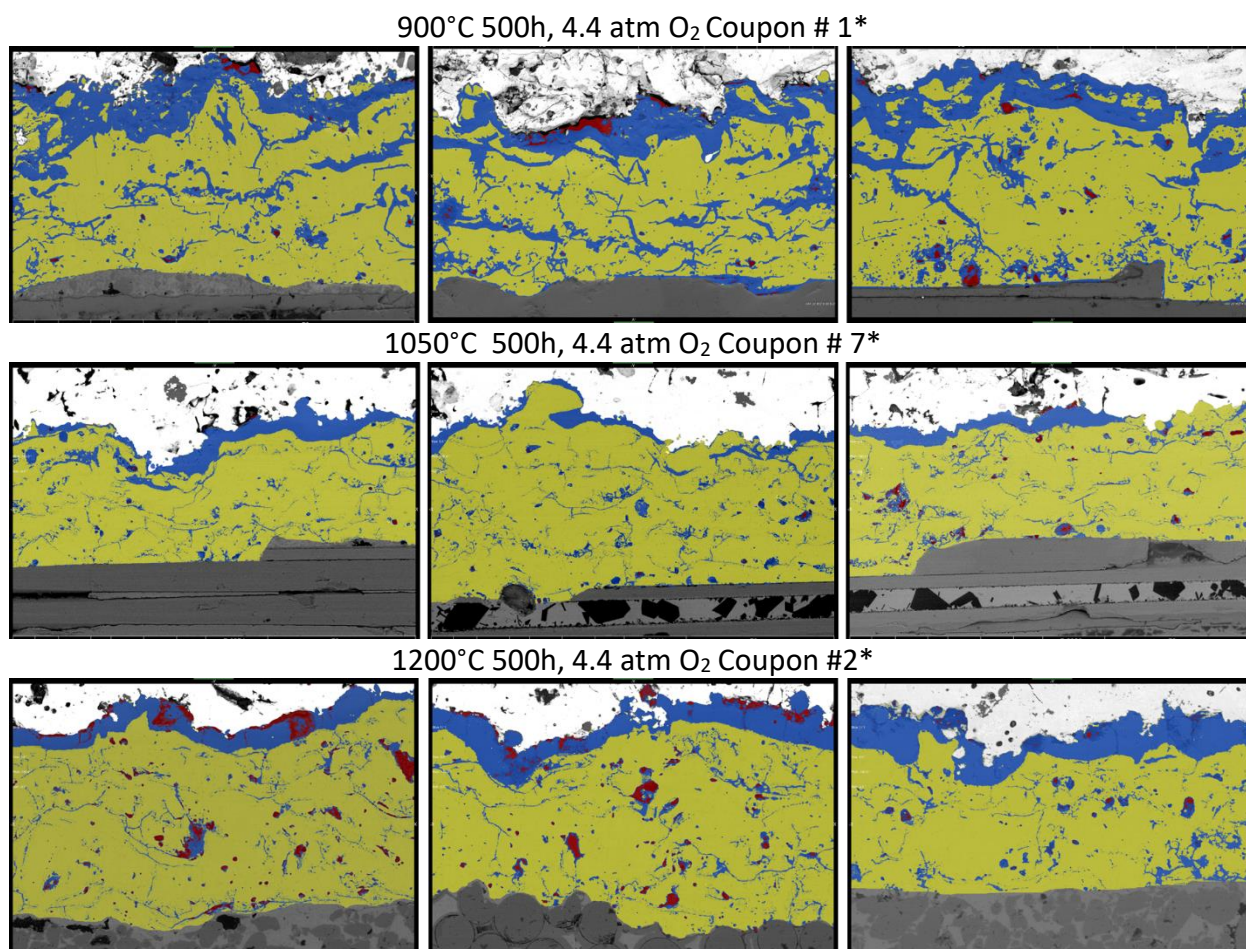 900°C 500h, 4.4 atm O₂ Coupon # 1*
1050°C 500h, 4.4 atm O₂ Coupon # 7*
1200°C 500h, 4.4 atm O₂ Coupon #2*